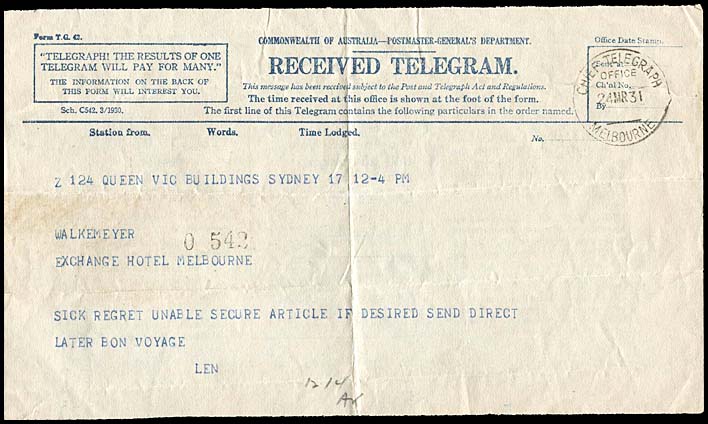 Form T.G. 42.
COMMONWEALTH OF AUSTRALIA—POSTMASTER-GENERAL'S DEPARTMENT.
Office Date Stamp.
"TELEGRAPH! THE RESULTS OF ONE
TELEGRAM WILL PAY FOR MANY."
THE INFORMATION ON THE BACK OF
THIS FORM WILL INTEREST YOU.
RECEIVED TELEGRAM.
This message has been received subject to the Post and Telegraph Act and Regulations.
The time received at this office is shown at the foot of the form.
Sch. C542. 3/1930.
The first line of this Telegram contains the following particulars in the order named.
CHIEF TELEGRAPH
OFFICE
Ch'nl No.
24MR31
By
MELBOURNE
Station from. Words. Time Lodged. No.
Z 124 QUEEN VIC BUILDINGS SYDNEY 17 12-4 PM
WALKEMEYER
O 542
EXCHANGE HOTEL MELBOURNE
SICK REGRET UNABLE SECURE ARTICLE IF DESIRED SEND DIRECT
LATER BON VOYAGE
LEN
1214